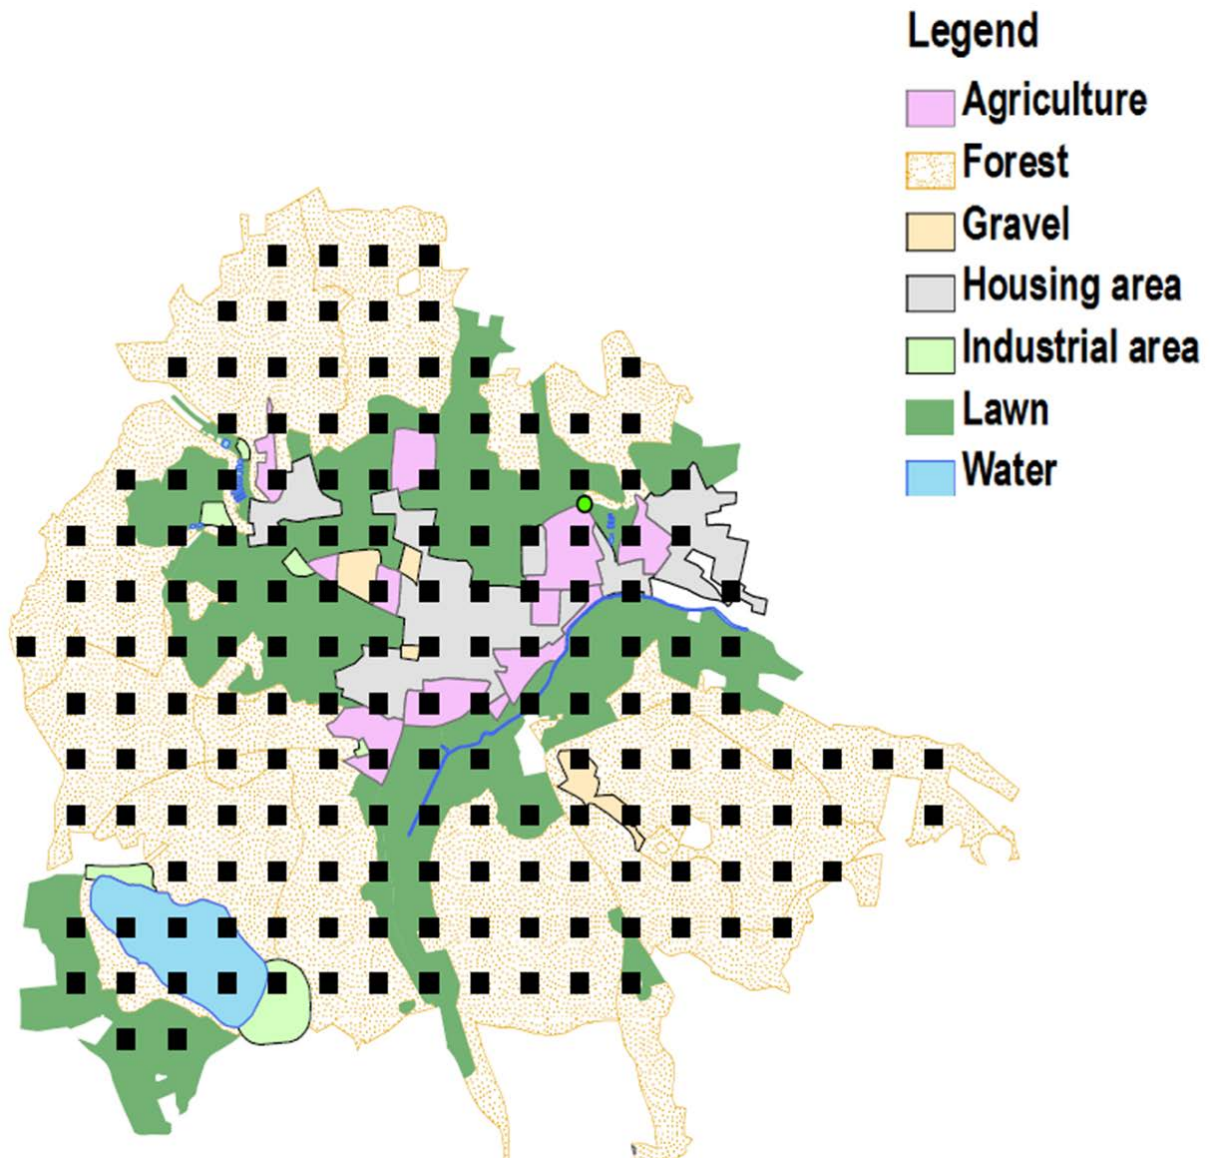 Legend
Agriculture
Forest
Gravel
Housing area
Industrial area
Lawn
Water